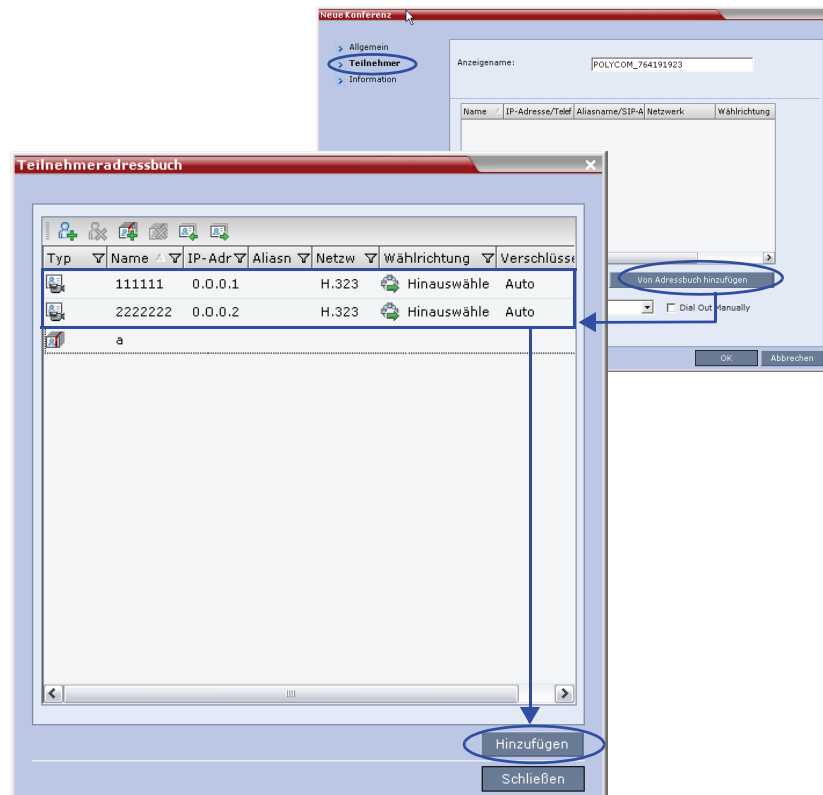 Neue Konferenz
Allgemein
Teilnehmer
Information
Anzeigename:
POLYCOM_764191923
Name IP-Adresse/Telef Aliasname/SIP-A Netzwerk Wählrichtung
Von Adressbuch hinzufügen
Dial Out Manually
OK Abbrechen
Teilnehmeradressbuch
Typ Name IP-Adr Aliasn Netzw Wählrichtung Verschlüsse
111111 0.0.0.1 H.323 Hinauswähle Auto
2222222 0.0.0.2 H.323 Hinauswähle Auto
a
Hinzufügen
Schließen